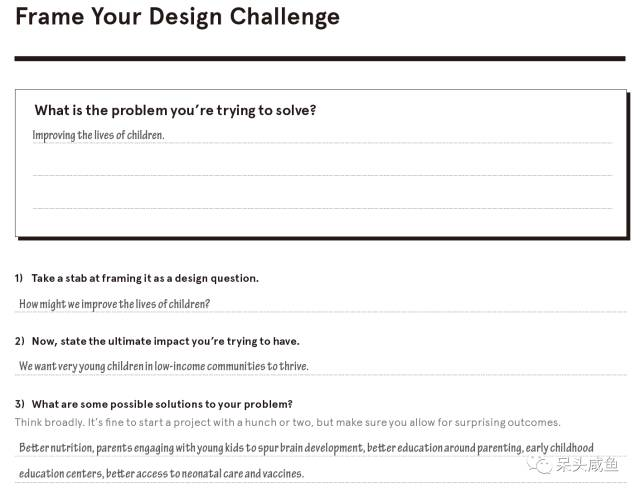 Frame Your Design Challenge
What is the problem you're trying to solve?
Improving the lives of children.
1) Take a stab at framing it as a design question.
How might we improve the lives of children?
2) Now, state the ultimate impact you're trying to have.
We want very young children in low-income communities to thrive.
3) What are some possible solutions to your problem?
Think broadly. It's fine to start a project with a hunch or two, but make sure you allow for surprising outcomes.
Better nutrition, parents engaging with young kids to spur brain development, better education around parenting, early childhood
education centers, better access to neonatal care and vaccines.
呆头咸鱼